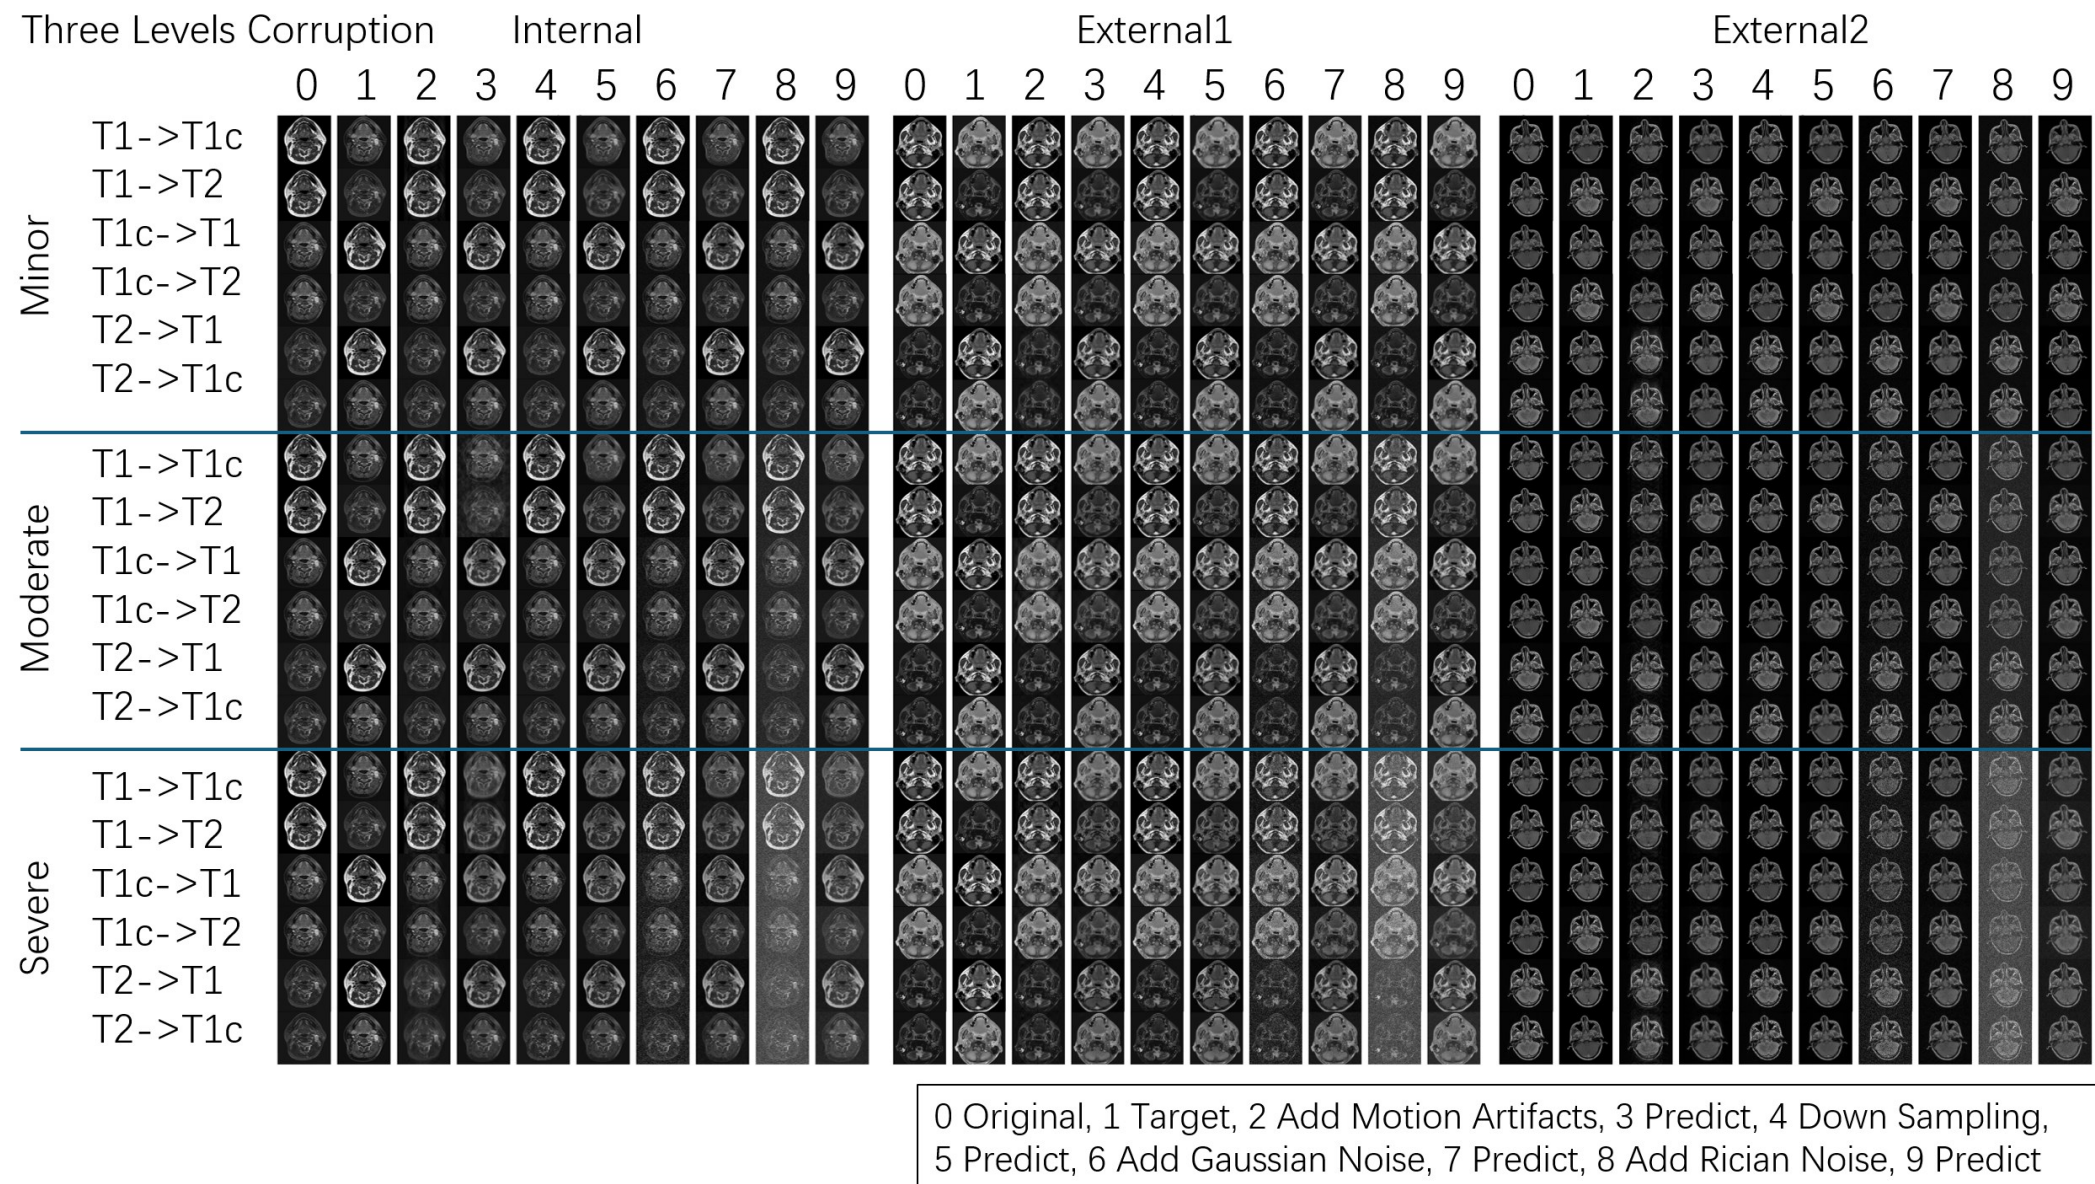 Three Levels Corruption Internal External1 External2
0 1 2 3 4 5 6 7 8 9 0 1 2 3 4 5 6 7 8 9 0 1 2 3 4 5 6 7 8 9
Minor
T1->T1c
T1->T2
T1c->T1
T1c->T2
T2->T1
T2->T1c
Moderate
T1->T1c
T1->T2
T1c->T1
T1c->T2
T2->T1
T2->T1c
Severe
T1->T1c
T1->T2
T1c->T1
T1c->T2
T2->T1
T2->T1c
0 Original, 1 Target, 2 Add Motion Artifacts, 3 Predict, 4 Down Sampling,
5 Predict, 6 Add Gaussian Noise, 7 Predict, 8 Add Rician Noise, 9 Predict